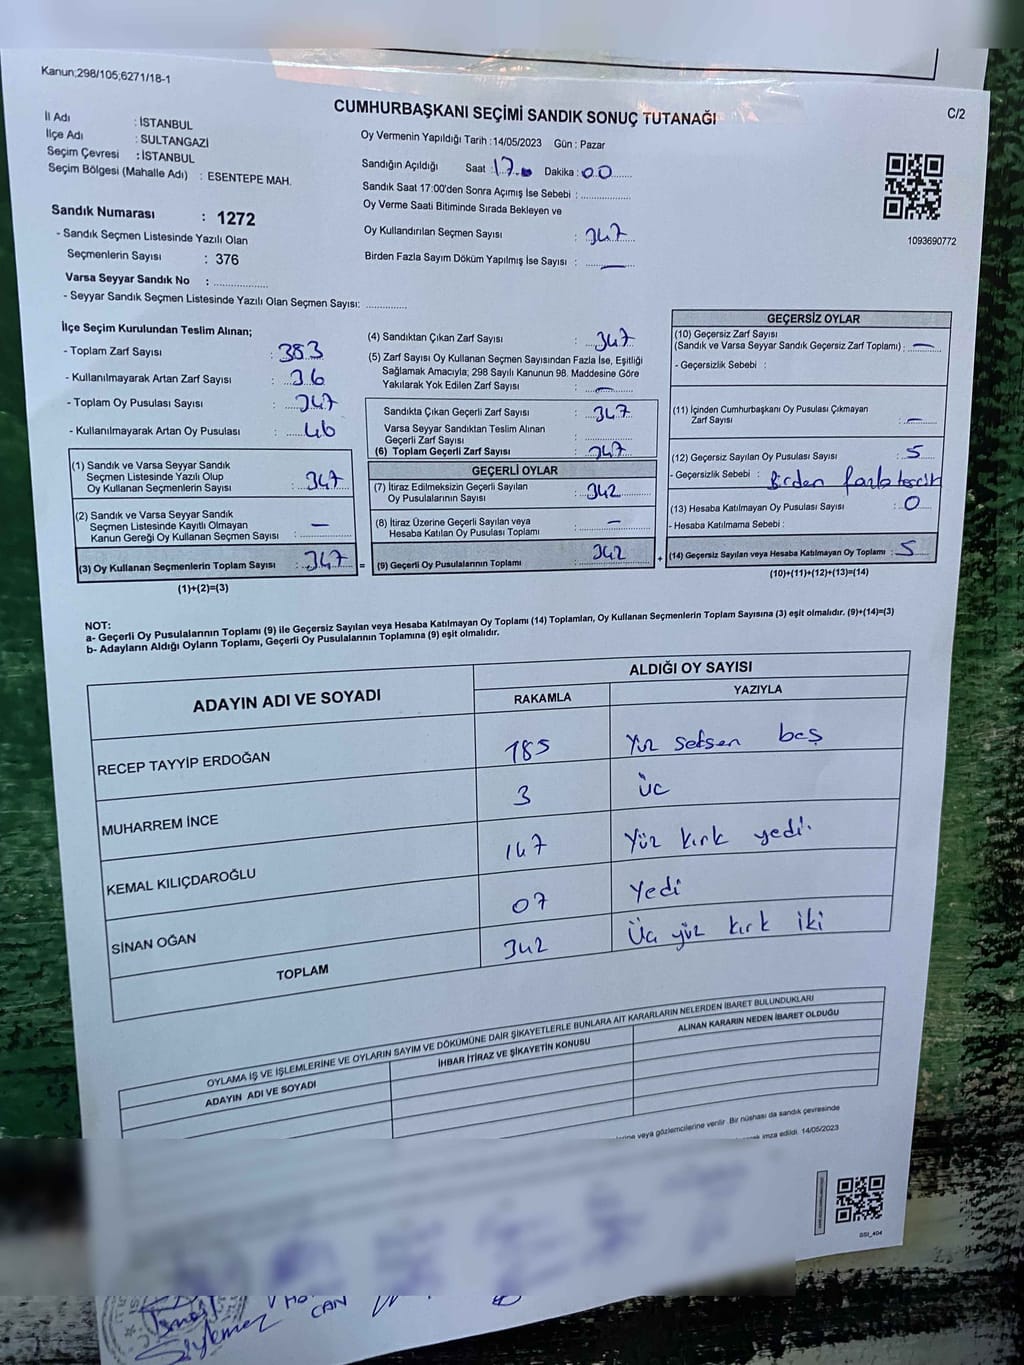 Kanun;298/105,6271/18-1
C/2
CUMHURBAŞKANI SEÇİMİ SANDIK SONUÇ TUTANAĞI
İl Adı : İSTANBUL
İlçe Adı : SULTANGAZİ
Seçim Çevresi : İSTANBUL
Seçim Bölgesi (Mahalle Adı) : ESENTEPE MAH.
Sandık Numarası : 1272
- Sandık Seçmen Listesinde Yazılı Olan
Seçmenlerin Sayısı : 376
Varsa Seyyar Sandık No : ................
- Seyyar Sandık Seçmen Listesinde Yazılı Olan Seçmen Sayısı: ............
Oy Vermenin Yapıldığı Tarih :14/05/2023 Gün : Pazar
Sandığın Açıldığı Saat : 17.. Dakika : 00
Sandık Saat 17:00'den Sonra Açımış İse Sebebi : ................
Oy Verme Saati Bitiminde Sırada Bekleyen ve
Oy Kullandırılan Seçmen Sayısı : 347
Birden Fazla Sayım Döküm Yapılmış İse Sayısı : —
1093690772
İlçe Seçim Kurulundan Teslim Alınan;
- Toplam Zarf Sayısı : 383
- Kullanılmayarak Artan Zarf Sayısı : 36
- Toplam Oy Pusulası Sayısı : 347
- Kullanılmayarak Artan Oy Pusulası : 46
(1) Sandık ve Varsa Seyyar Sandık
Seçmen Listesinde Yazılı Olup
Oy Kullanan Seçmenlerin Sayısı : 347
(2) Sandık ve Varsa Seyyar Sandık
Seçmen Listesinde Kayıtlı Olmayan
Kanun Gereği Oy Kullanan Seçmen Sayısı : —
(3) Oy Kullanan Seçmenlerin Toplam Sayısı : 347 =
(1)+(2)=(3)
(4) Sandıktan Çıkan Zarf Sayısı : 347
(5) Zarf Sayısı Oy Kullanan Seçmen Sayısından Fazla İse, Eşitliği
Sağlamak Amacıyla; 298 Sayılı Kanunun 98. Maddesine Göre
Yakılarak Yok Edilen Zarf Sayısı : —
Sandıkta Çıkan Geçerli Zarf Sayısı : 347
Varsa Seyyar Sandıktan Teslim Alınan
Geçerli Zarf Sayısı : ............
(6) Toplam Geçerli Zarf Sayısı : 347
GEÇERLİ OYLAR
(7) İtiraz Edilmeksizin Geçerli Sayılan
Oy Pusulalarının Sayısı : 342
(8) İtiraz Üzerine Geçerli Sayılan veya
Hesaba Katılan Oy Pusulası Toplamı : —
(9) Geçerli Oy Pusulalarının Toplamı : 342 +
GEÇERSİZ OYLAR
(10) Geçersiz Zarf Sayısı
(Sandık ve Varsa Seyyar Sandık Geçersiz Zarf Toplamı) : —
- Geçersizlik Sebebi :
(11) İçinden Cumhurbaşkanı Oy Pusulası Çıkmayan
Zarf Sayısı : —
(12) Geçersiz Sayılan Oy Pusulası Sayısı : 5
- Geçersizlik Sebebi : Birden fazla tercih
(13) Hesaba Katılmayan Oy Pusulası Sayısı : 0
- Hesaba Katılmama Sebebi :
(14) Geçersiz Sayılan veya Hesaba Katılmayan Oy Toplamı : 5
(10)+(11)+(12)+(13)=(14)
NOT:
a- Geçerli Oy Pusulalarının Toplamı (9) ile Geçersiz Sayılan veya Hesaba Katılmayan Oy Toplamı (14) Toplamları, Oy Kullanan Seçmenlerin Toplam Sayısına (3) eşit olmalıdır. (9)+(14)=(3)
b- Adayların Aldığı Oyların Toplamı, Geçerli Oy Pusulalarının Toplamına (9) eşit olmalıdır.
ADAYIN ADI VE SOYADI
ALDIĞI OY SAYISI
RAKAMLA YAZIYLA
RECEP TAYYİP ERDOĞAN 185 Yüz seksen beş
MUHARREM İNCE 3 üc
KEMAL KILIÇDAROĞLU 147 Yüz kırk yedi
SİNAN OĞAN 07 Yedi
TOPLAM 342 Üç yüz kırk iki
OYLAMA İŞ VE İŞLEMLERİNE VE OYLARIN SAYIM VE DÖKÜMÜNE DAİR ŞİKAYETLERLE BUNLARA AİT KARARLARIN NELERDEN İBARET BULUNDUKLARI
ADAYIN ADI VE SOYADI
İHBAR İTİRAZ VE ŞİKAYETİN KONUSU
ALINAN KARARIN NEDEN İBARET OLDUĞU
veya gözlemcilerine verilir. Bir nüshası da sandık çevresinde
imza edildi. 14/05/2023
CAN